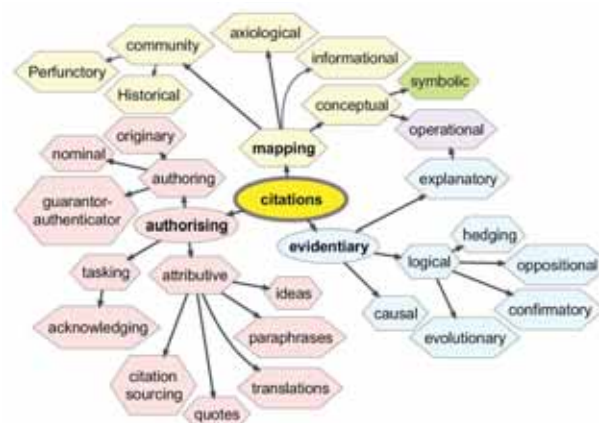 axiological
community
informational
Perfunctory
symbolic
conceptual
Historical
operational
originary
mapping
nominal
authoring
explanatory
guarantor-
authenticator
citations
authorising
hedging
evidentiary
logical
oppositional
tasking
attributive
ideas
confirmatory
causal
acknowledging
paraphrases
evolutionary
citation
sourcing
translations
quotes